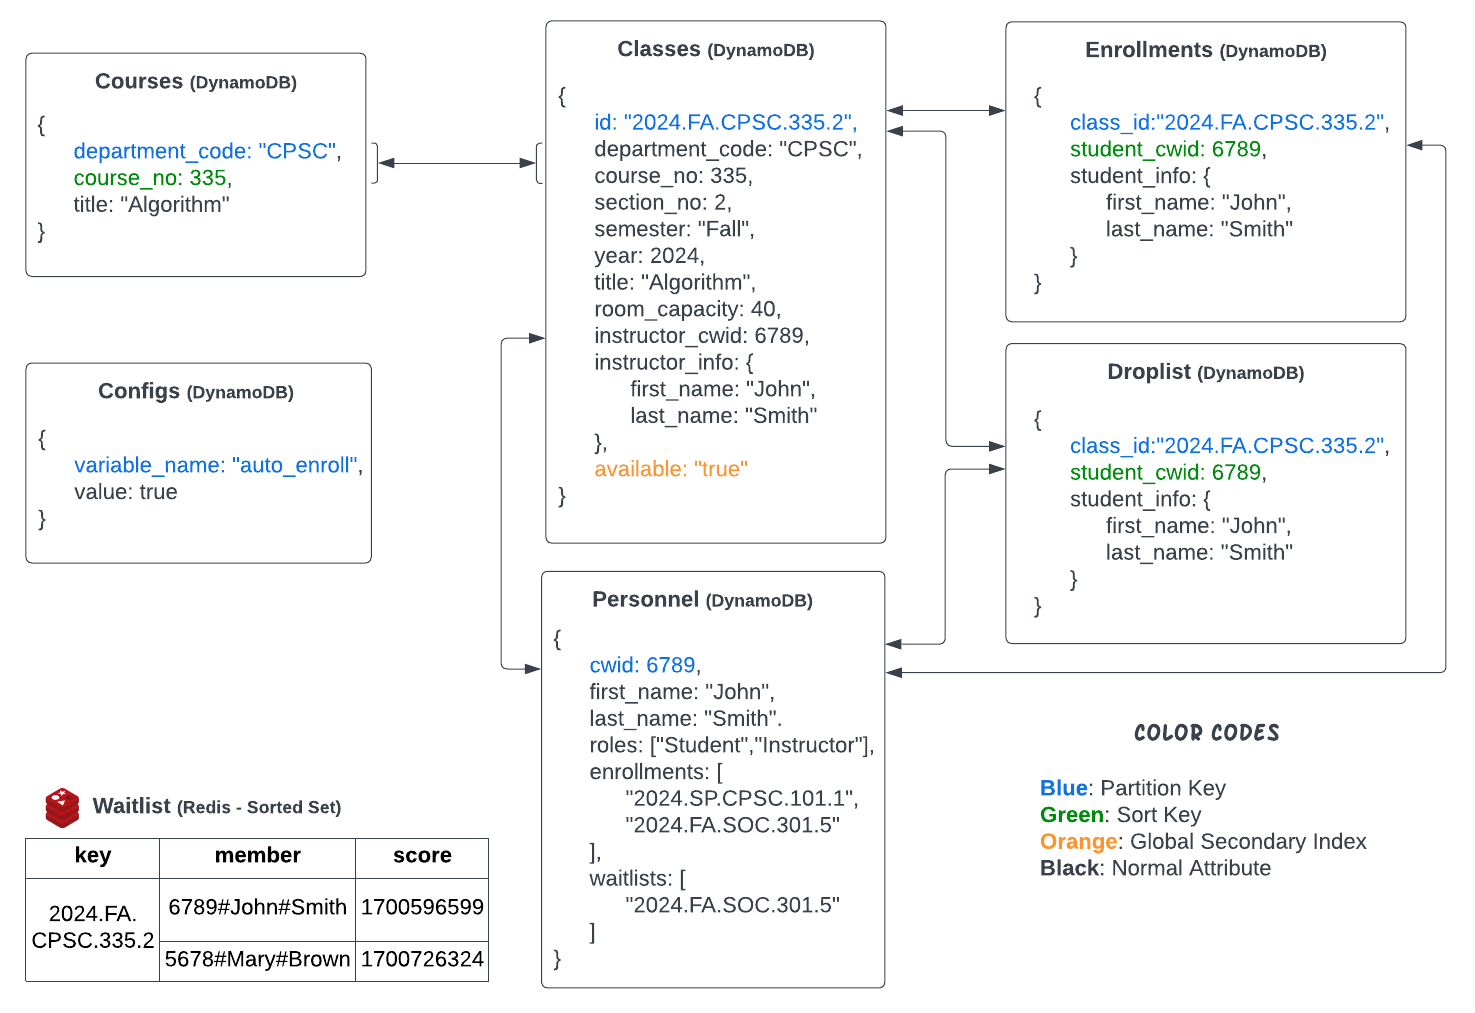 Courses (DynamoDB)
{
department_code: "CPSC",
course_no: 335,
title: "Algorithm"
}
Configs (DynamoDB)
{
variable_name: "auto_enroll",
value: true
}
Classes (DynamoDB)
{
id: "2024.FA.CPSC.335.2",
department_code: "CPSC",
course_no: 335,
section_no: 2,
semester: "Fall",
year: 2024,
title: "Algorithm",
room_capacity: 40,
instructor_cwid: 6789,
instructor_info: {
first_name: "John",
last_name: "Smith"
},
available: "true"
}
Personnel (DynamoDB)
{
cwid: 6789,
first_name: "John",
last_name: "Smith".
roles: ["Student","Instructor"],
enrollments: [
"2024.SP.CPSC.101.1",
"2024.FA.SOC.301.5"
],
waitlists: [
"2024.FA.SOC.301.5"
]
}
Enrollments (DynamoDB)
{
class_id:"2024.FA.CPSC.335.2",
student_cwid: 6789,
student_info: {
first_name: "John",
last_name: "Smith"
}
}
Droplist (DynamoDB)
{
class_id:"2024.FA.CPSC.335.2",
student_cwid: 6789,
student_info: {
first_name: "John",
last_name: "Smith"
}
}
COLOR CODES
Blue: Partition Key
Green: Sort Key
Orange: Global Secondary Index
Black: Normal Attribute
Waitlist (Redis - Sorted Set)
key member score
2024.FA.
CPSC.335.2
6789#John#Smith 1700596599
5678#Mary#Brown 1700726324